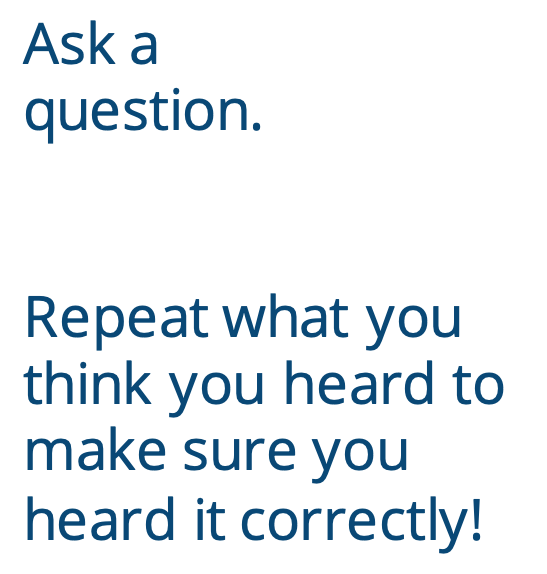 Ask a
question.
Repeat what you
think you heard to
make sure you
heard it correctly!